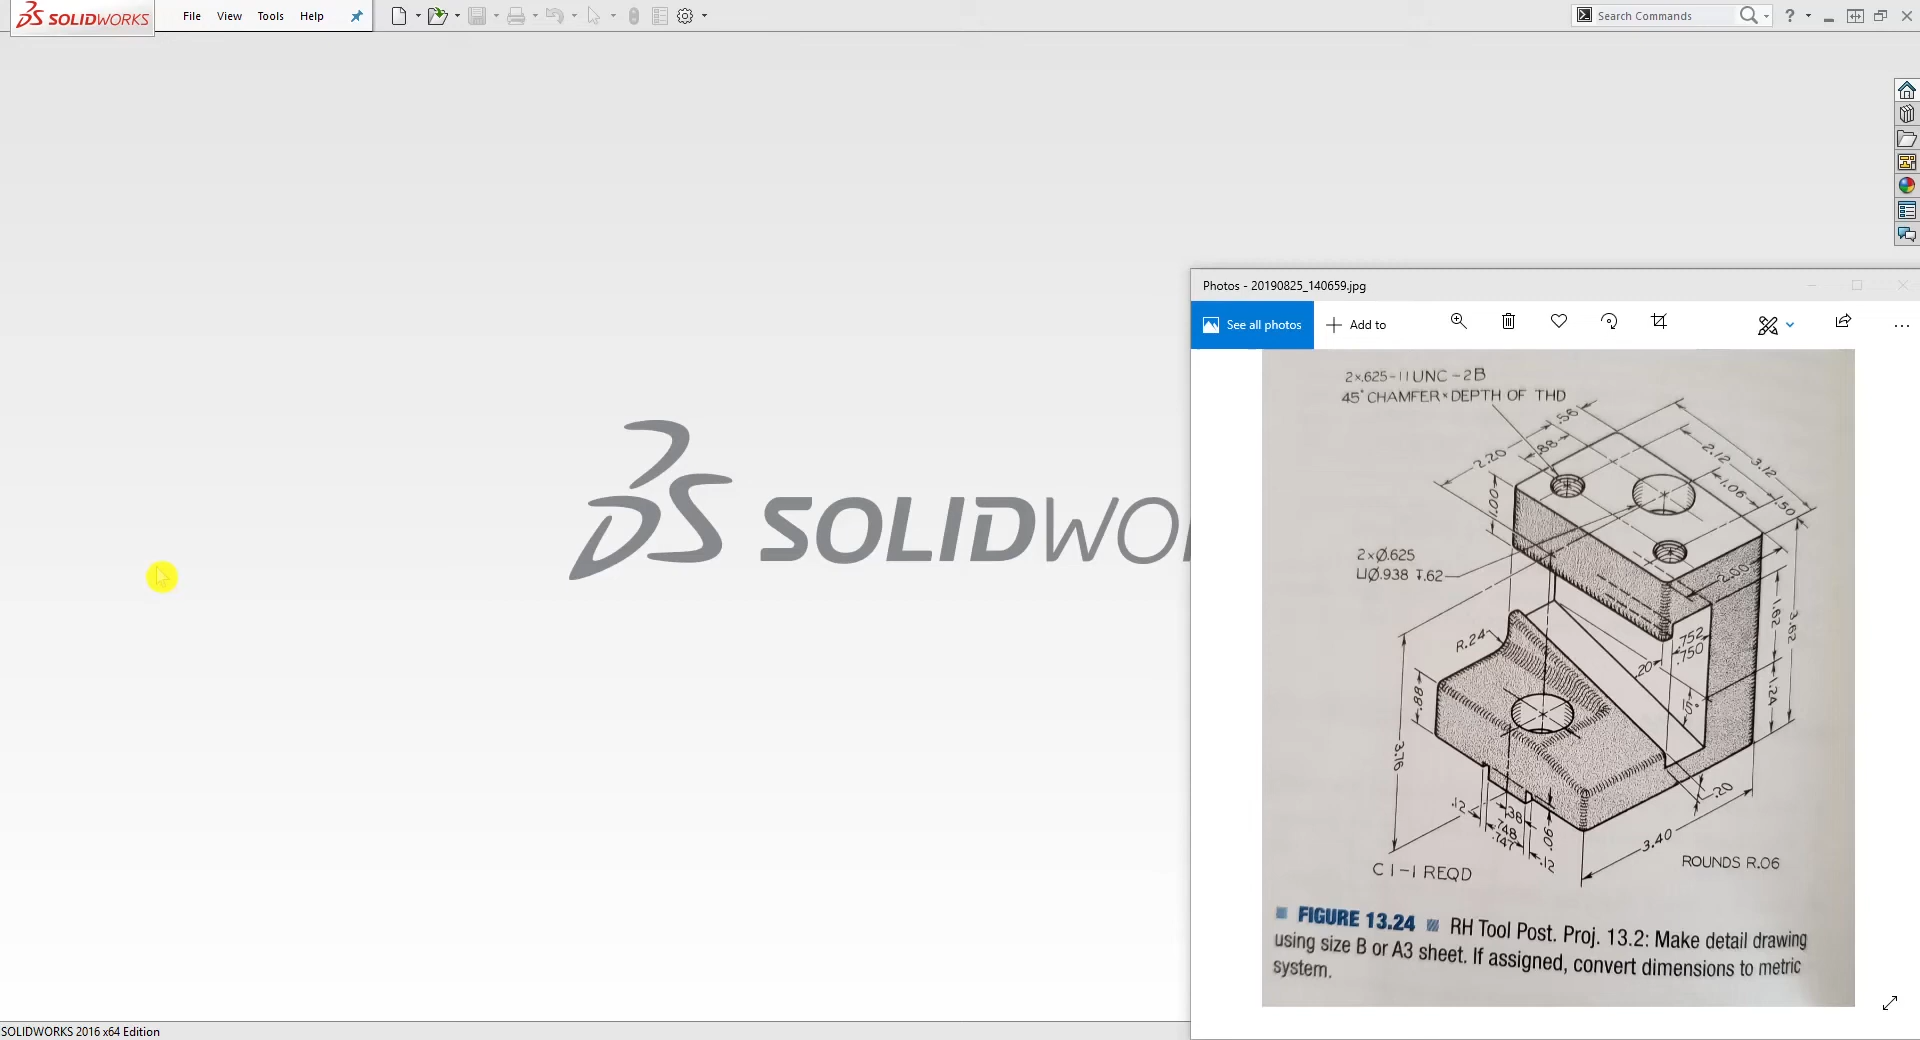 SOLIDWORKS
File View Tools Help
Search Commands
?
SOLIDWO
Photos - 20190825_140659.jpg
See all photos
Add to
2×.625-11UNC-2B
45° CHAMFER × DEPTH OF THD
.56
.88
2.20
2.12
3.12
1.06
.50
1.00
2×Ø.625
⌴Ø.938 ↧.62
2.00
1.62
3.62
R.24
.752
.750
.20
.88
1.24
3.76
.20
.12
.38
.748
.747
90°
.12
3.40
C1-1 REQD
ROUNDS R.06
FIGURE 13.24 RH Tool Post. Proj. 13.2: Make detail drawing
using size B or A3 sheet. If assigned, convert dimensions to metric
system.
SOLIDWORKS 2016 x64 Edition